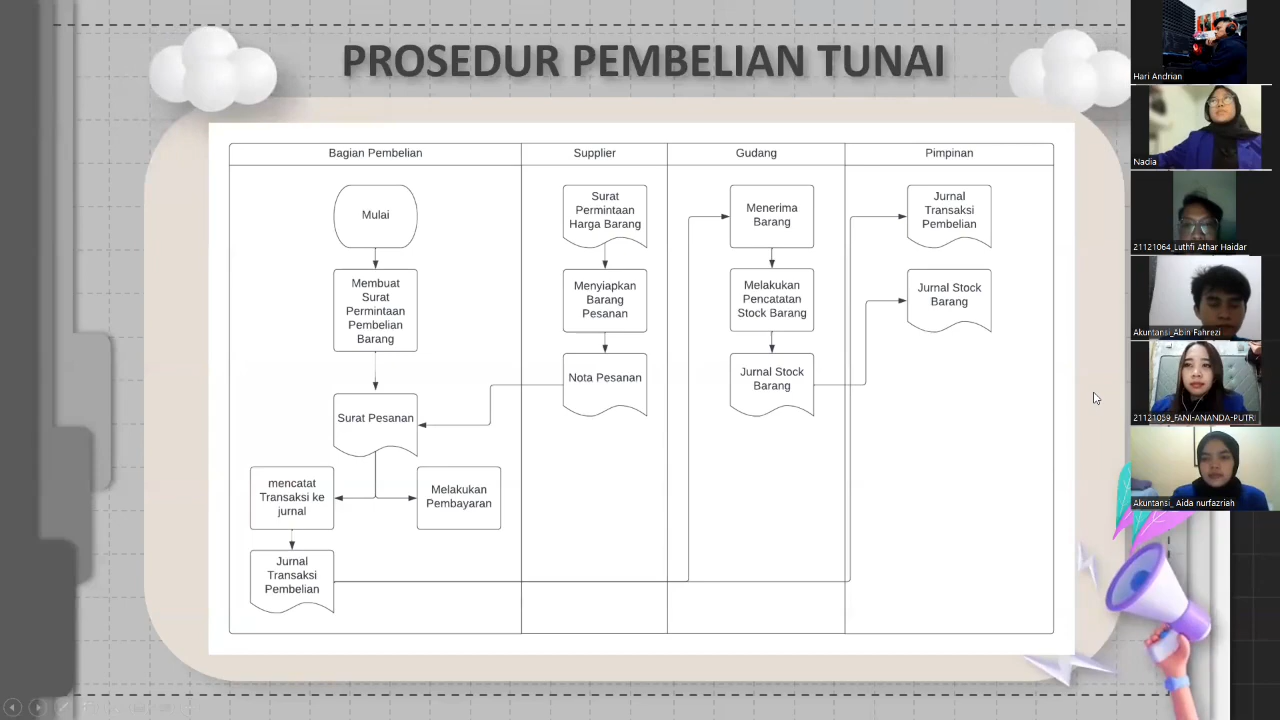 PROSEDUR PEMBELIAN TUNAI
Bagian Pembelian
Supplier
Gudang
Pimpinan
Mulai
Membuat
Surat
Permintaan
Pembelian
Barang
Surat Pesanan
mencatat
Transaksi ke
jurnal
Melakukan
Pembayaran
Jurnal
Transaksi
Pembelian
Surat
Permintaan
Harga Barang
Menyiapkan
Barang
Pesanan
Nota Pesanan
Menerima
Barang
Melakukan
Pencatatan
Stock Barang
Jurnal Stock
Barang
Jurnal
Transaksi
Pembelian
Jurnal Stock
Barang
Hari Andrian
Nadia
21121064_Luthfi Athar Haidar
Akuntansi_Abin Fahrezi
21121059_FANI-ANANDA-PUTRI
Akuntansi_ Aida nurfazriah